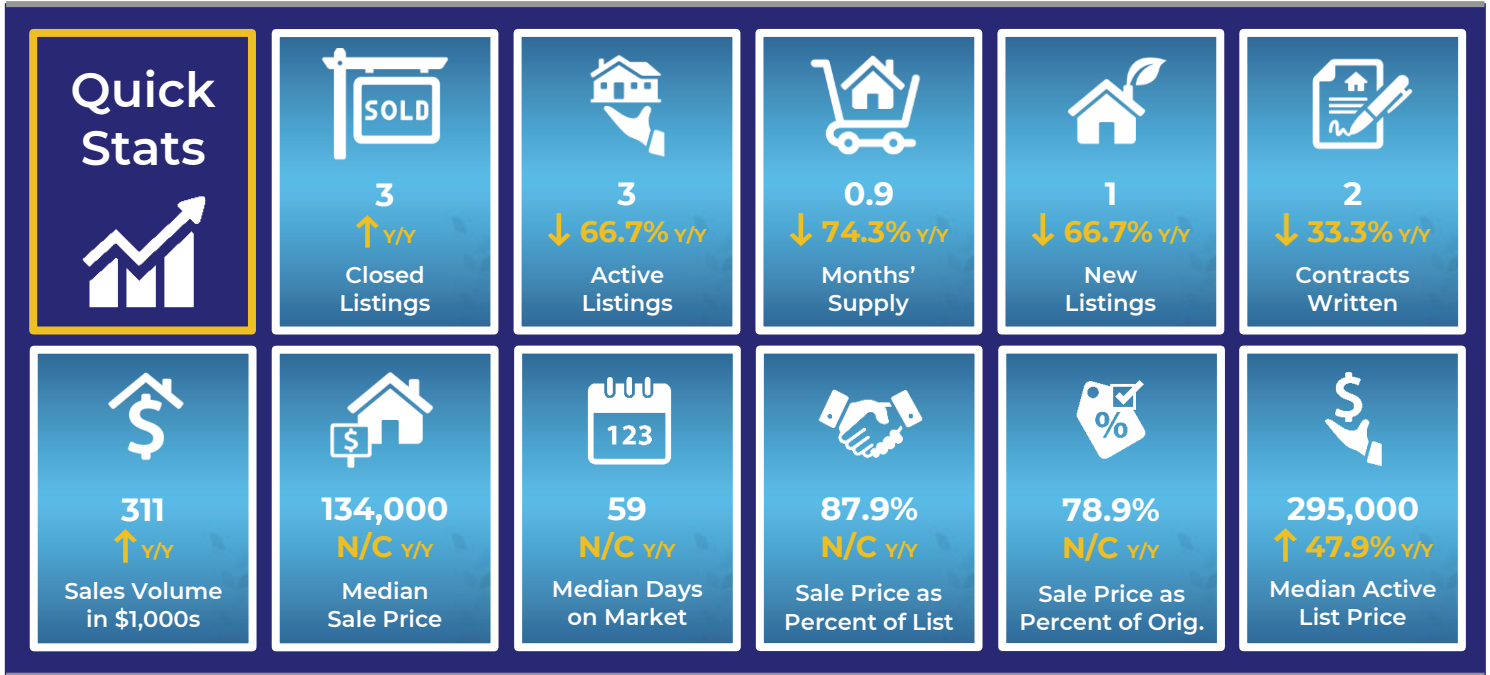 Quick
Stats
SOLD
3
↑ Y/Y
Closed
Listings
3
↓ 66.7% Y/Y
Active
Listings
0.9
↓ 74.3% Y/Y
Months’
Supply
1
↓ 66.7% Y/Y
New
Listings
2
↓ 33.3% Y/Y
Contracts
Written
$
311
↑ Y/Y
Sales Volume
in $1,000s
$
134,000
N/C Y/Y
Median
Sale Price
123
59
N/C Y/Y
Median Days
on Market
87.9%
N/C Y/Y
Sale Price as
Percent of List
%
78.9%
N/C Y/Y
Sale Price as
Percent of Orig.
$
295,000
↑ 47.9% Y/Y
Median Active
List Price